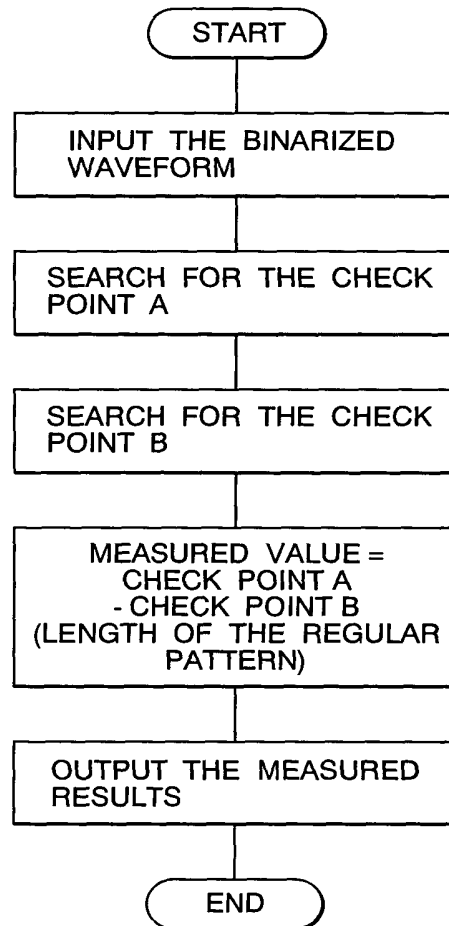 START
INPUT THE BINARIZED
WAVEFORM
SEARCH FOR THE CHECK
POINT A
SEARCH FOR THE CHECK
POINT B
MEASURED VALUE =
CHECK POINT A
- CHECK POINT B
(LENGTH OF THE REGULAR
PATTERN)
OUTPUT THE MEASURED
RESULTS
END